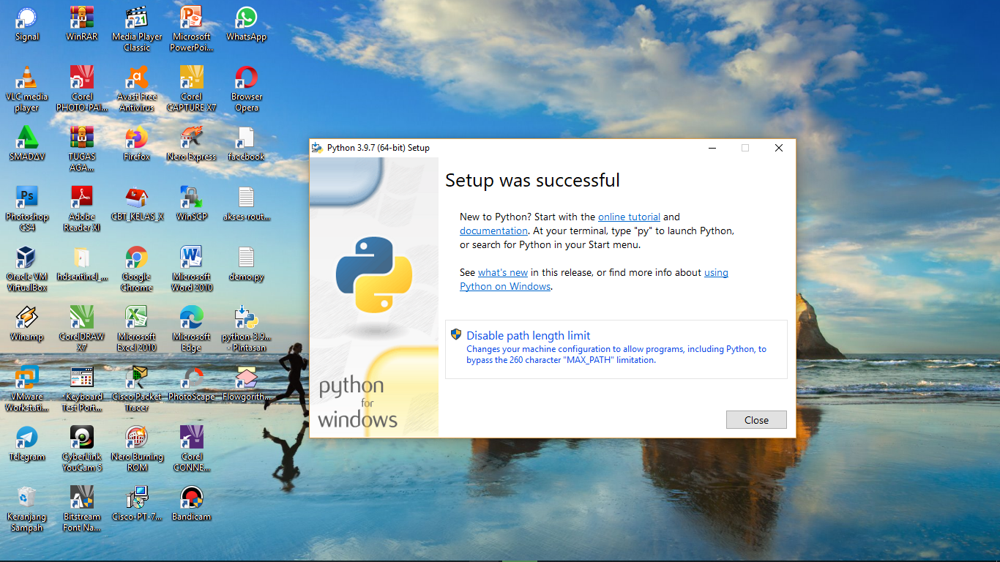 Signal
WinRAR
Media Player
Classic
Microsoft
PowerPoi...
WhatsApp
VLC media
player
Corel
PHOTO-PAI...
Avast Free
Antivirus
Corel
CAPTURE X7
Browser
Opera
SMADΔV
TUGAS
AGA...
Firefox
Nero Express
facebook
Photoshop
CS4
Adobe
Reader XI
CBT_KELAS_X
WinSCP
akses-rout...
Oracle VM
VirtualBox
hdsentinel_...
Google
Chrome
Microsoft
Word 2010
demo.py
Winamp
CorelDRAW
X7
Microsoft
Excel 2010
Microsoft
Edge
python-3.9...
- Pintasan
VMware
Workstati...
Keyboard
Test Port...
Cisco Packet
Tracer
PhotoScape
Flowgorith...
Telegram
CyberLink
YouCam 5
Nero Burning
ROM
Corel
CONNE...
Keranjang
Sampah
Bitstream
Font Na...
Cisco-PT-7...
Bandicam
Python 3.9.7 (64-bit) Setup
Setup was successful
New to Python? Start with the online tutorial and
documentation. At your terminal, type "py" to launch Python,
or search for Python in your Start menu.
See what's new in this release, or find more info about using
Python on Windows.
Disable path length limit
Changes your machine configuration to allow programs, including Python, to
bypass the 260 character "MAX_PATH" limitation.
python
for
windows
Close